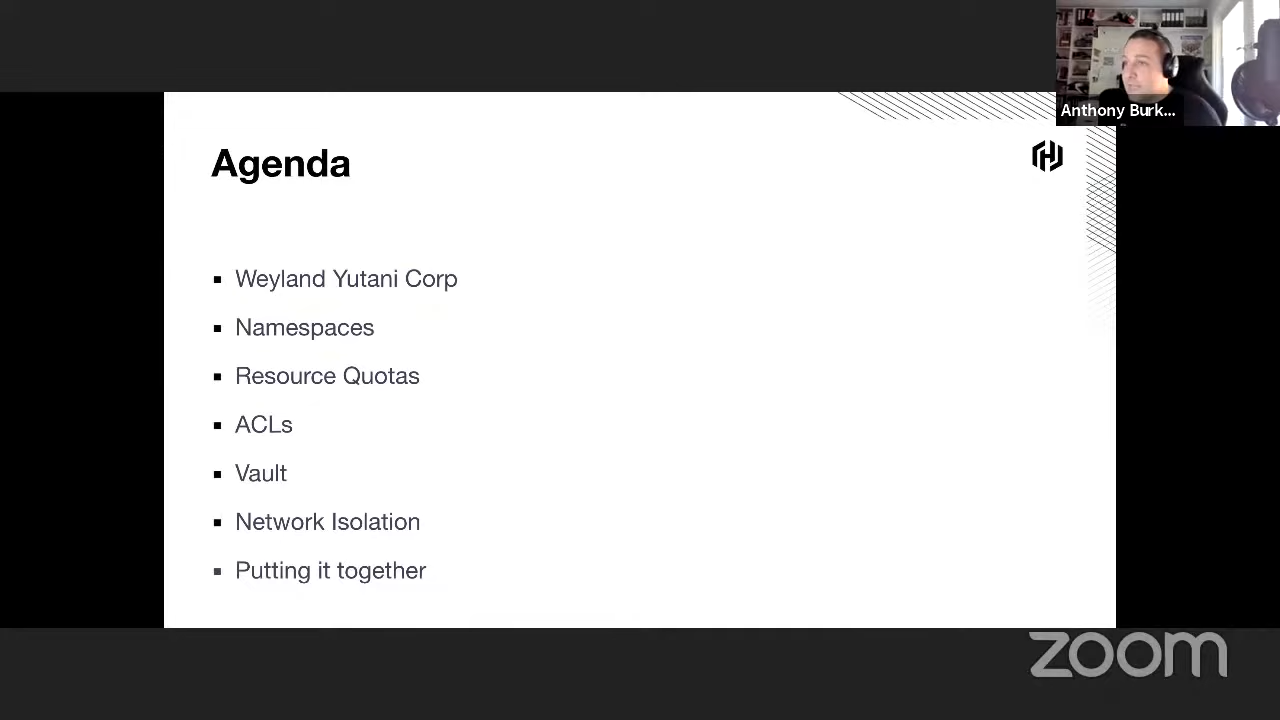 Anthony Burk...
Agenda
Weyland Yutani Corp
Namespaces
Resource Quotas
ACLs
Vault
Network Isolation
Putting it together
zoom